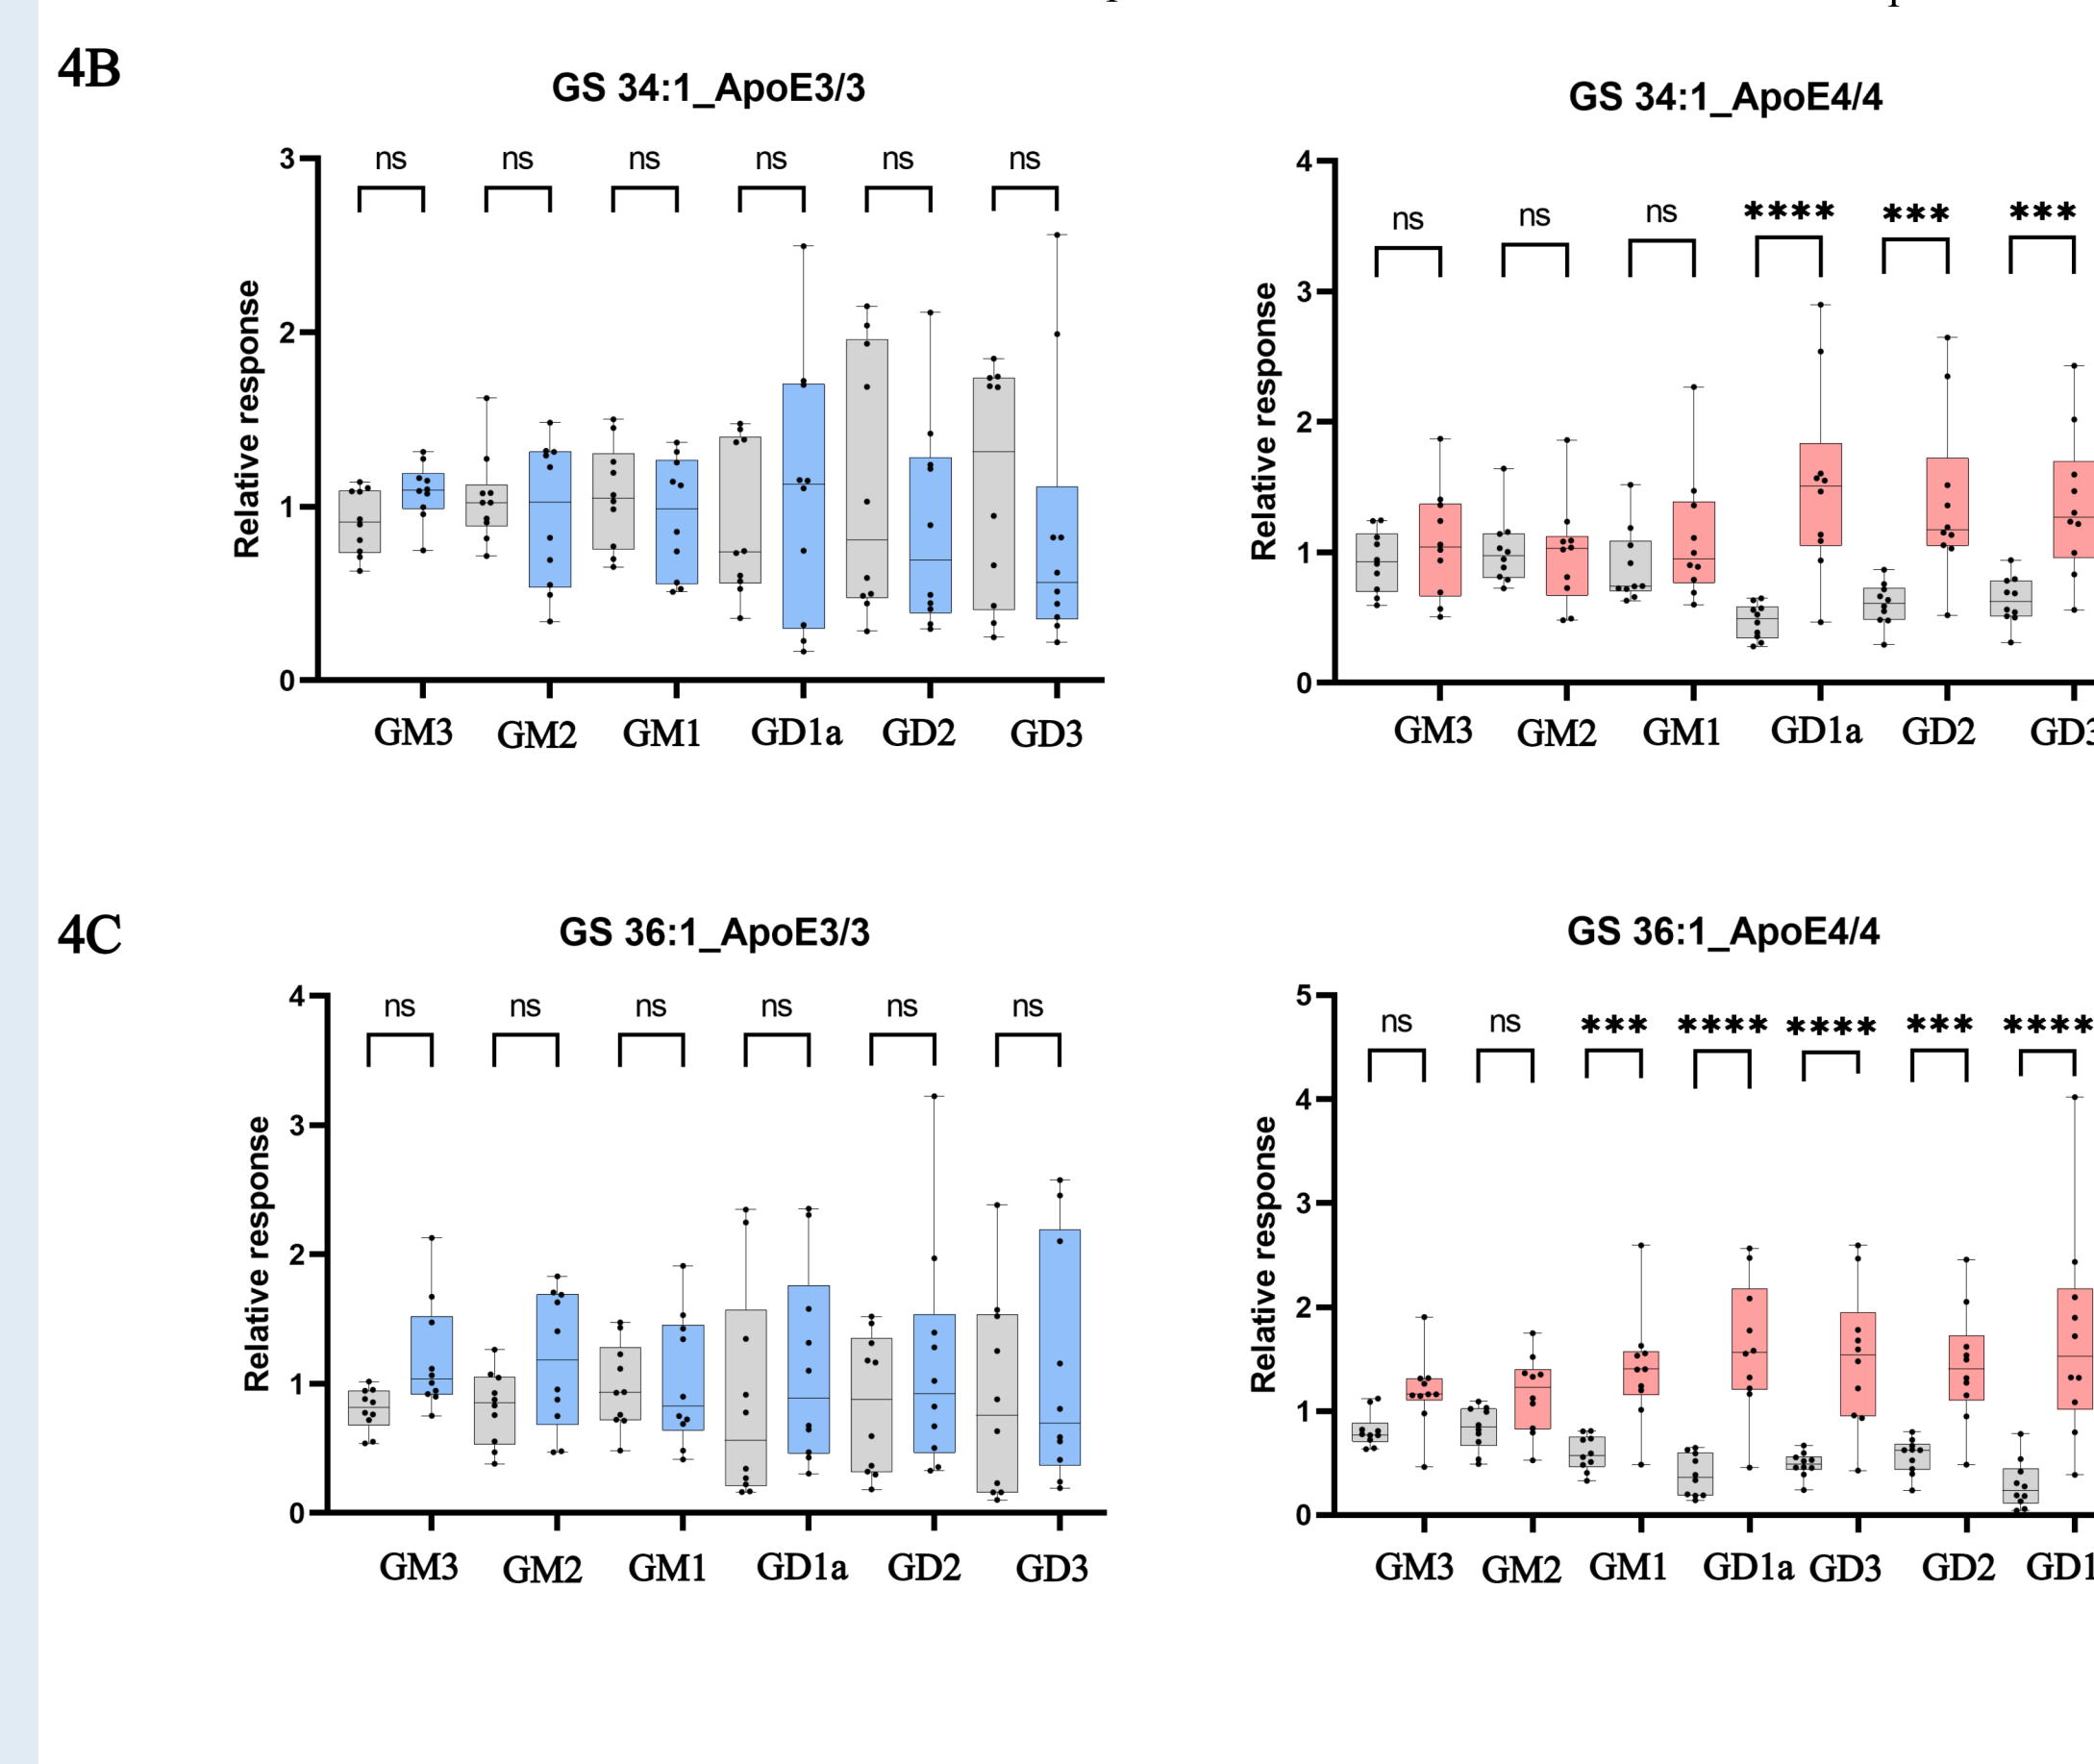 4B
GS 34:1_ApoE3/3
Relative response
3
2
1
0
ns ns ns ns ns ns
GM3 GM2 GM1 GD1a GD2 GD3
GS 34:1_ApoE4/4
Relative response
4
3
2
1
0
ns ns ns **** *** ***
GM3 GM2 GM1 GD1a GD2
4C
GS 36:1_ApoE3/3
Relative response
4
3
2
1
0
ns ns ns ns ns ns
GM3 GM2 GM1 GD1a GD2 GD3
GS 36:1_ApoE4/4
Relative response
5
4
3
2
1
0
ns ns *** **** **** *** ****
GM3 GM2 GM1 GD1a GD3 GD2 GD1